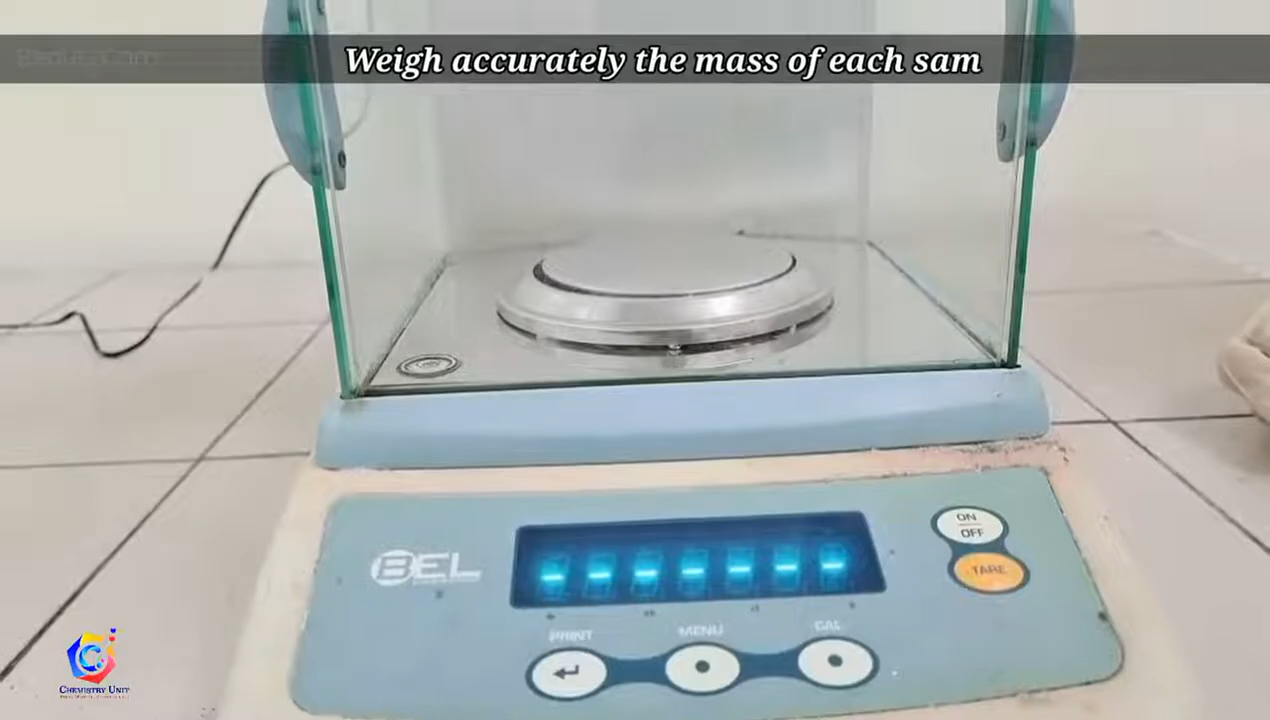 Weigh accurately the mass of each sam
BEL
ON
OFF
TARE
-------
PRINT
MENU
CAL
CHEMISTRY UNIT